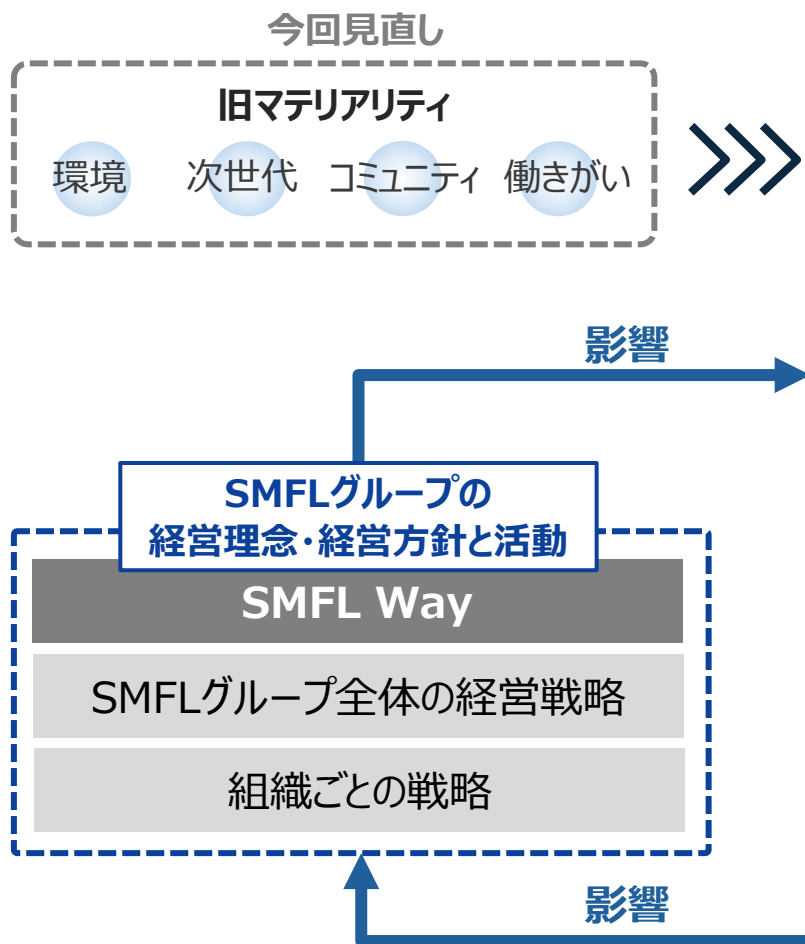 今回見直し
旧マテリアリティ
環境 次世代 コミュニティ 働きがい
影響
SMFLグループの
経営理念・経営方針と活動
SMFL Way
SMFLグループ全体の経営戦略
組織ごとの戦略
影響